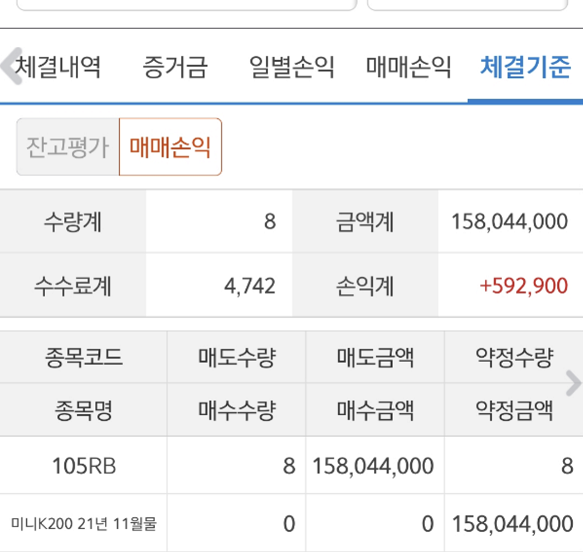 체결내역 증거금 일별손익 매매손익 체결기준
잔고평가 매매손익
수량계 8 금액계 158,044,000
수수료계 4,742 손익계 +592,900
종목코드 매도수량 매도금액 약정수량
종목명 매수수량 매수금액 약정금액
105RB 8 158,044,000 8
미니K200 21년 11월물 0 0 158,044,000